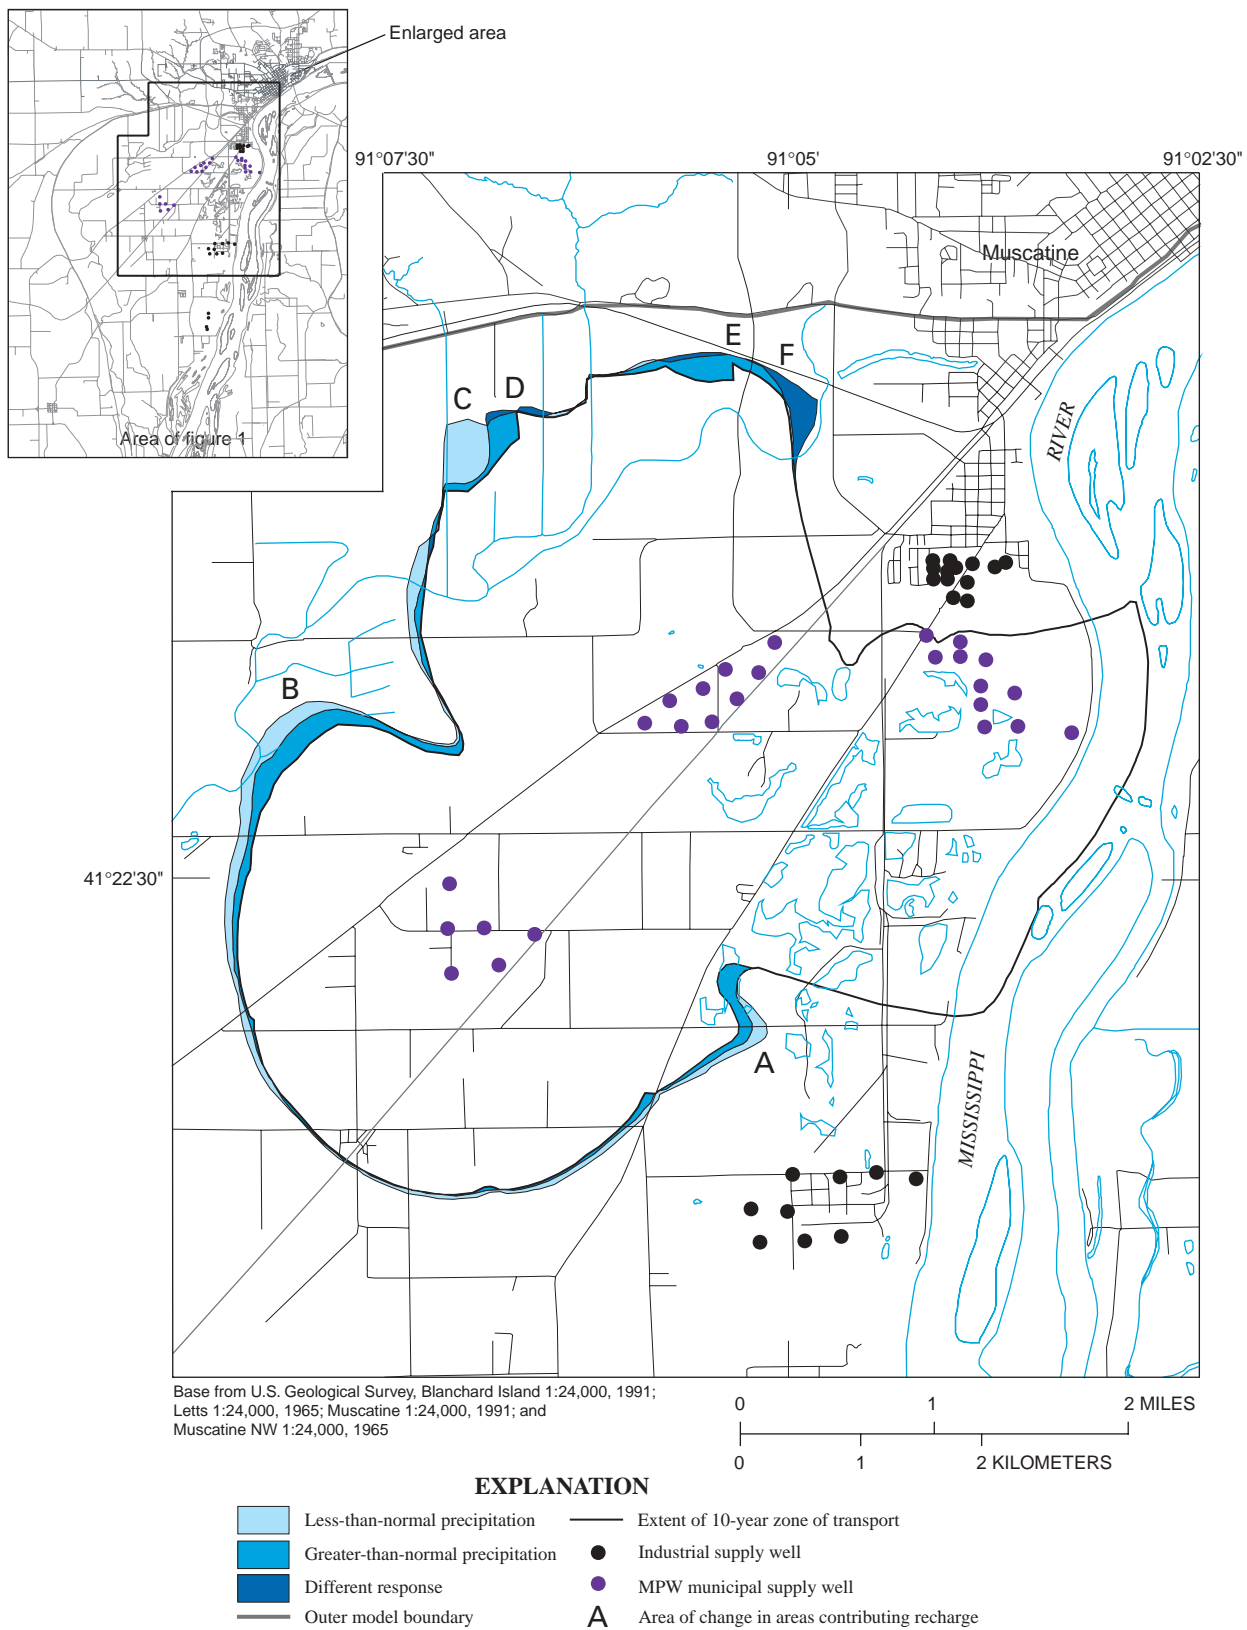 Enlarged area
Area of figure 1
91°07'30"
91°05'
91°02'30"
Muscatine
E
F
C
D
RIVER
B
41°22'30"
A
MISSISSIPPI
Base from U.S. Geological Survey, Blanchard Island 1:24,000, 1991;
Letts 1:24,000, 1965; Muscatine 1:24,000, 1991; and
Muscatine NW 1:24,000, 1965
0 1 2 MILES
0 1 2 KILOMETERS
EXPLANATION
Less-than-normal precipitation
Greater-than-normal precipitation
Different response
Outer model boundary
Extent of 10-year zone of transport
Industrial supply well
MPW municipal supply well
A Area of change in areas contributing recharge